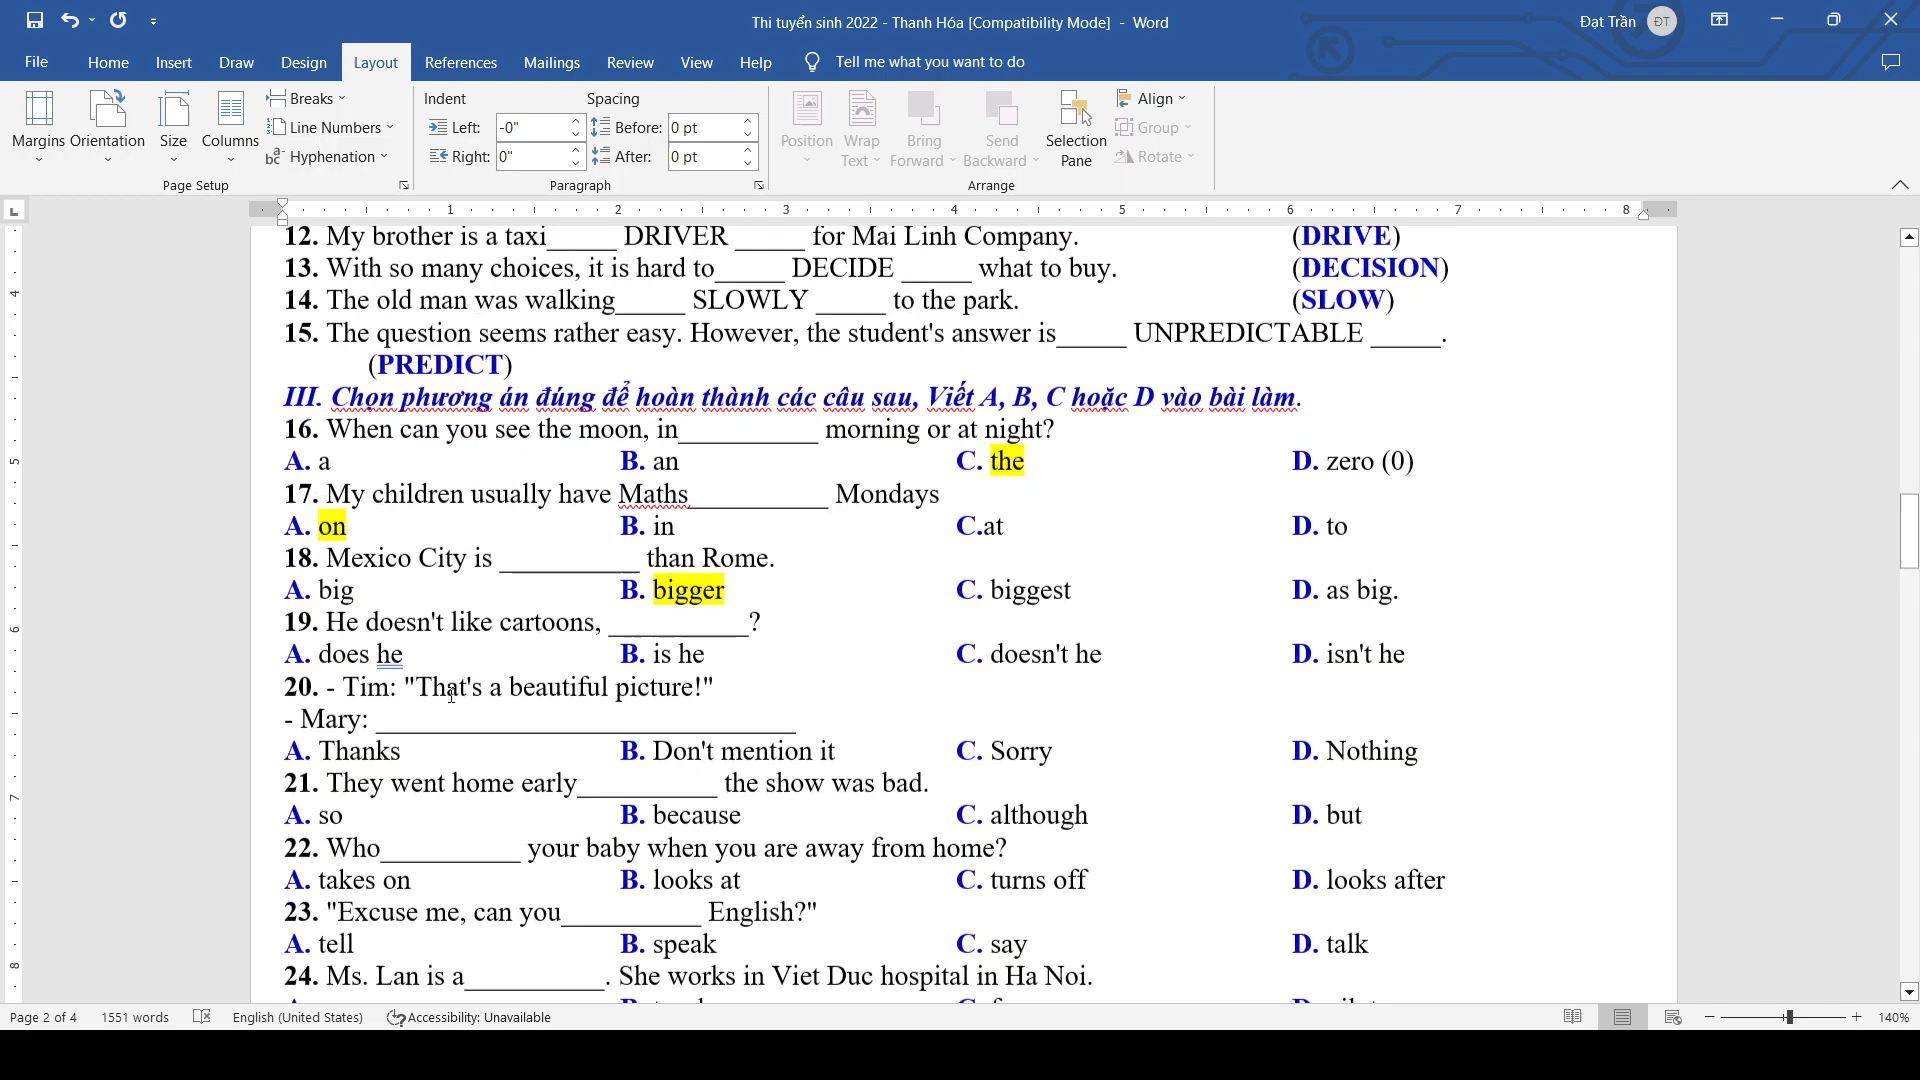 Thi tuyển sinh 2022 - Thanh Hóa [Compatibility Mode] - Word
Đạt Trần ĐT
File Home Insert Draw Design Layout References Mailings Review View Help Tell me what you want to do
Margins Orientation Size Columns Breaks Line Numbers Hyphenation
Page Setup
Indent Spacing
Left: -0" Before: 0 pt
Right: 0" After: 0 pt
Paragraph
Position Wrap Text Bring Forward Send Backward Selection Pane Align Group Rotate
Arrange
1 2 3 4 5 6 7 8
12. My brother is a taxi_____ DRIVER _____ for Mai Linh Company. (DRIVE)
13. With so many choices, it is hard to_____ DECIDE _____ what to buy. (DECISION)
14. The old man was walking_____ SLOWLY _____ to the park. (SLOW)
15. The question seems rather easy. However, the student's answer is_____ UNPREDICTABLE _____.
(PREDICT)
III. Chọn phương án đúng để hoàn thành các câu sau, Viết A, B, C hoặc D vào bài làm.
16. When can you see the moon, in__________ morning or at night?
A. a B. an C. the D. zero (0)
17. My children usually have Maths__________ Mondays
A. on B. in C.at D. to
18. Mexico City is __________ than Rome.
A. big B. bigger C. biggest D. as big.
19. He doesn't like cartoons, __________?
A. does he B. is he C. doesn't he D. isn't he
20. - Tim: "That's a beautiful picture!"
- Mary: ______________________________
A. Thanks B. Don't mention it C. Sorry D. Nothing
21. They went home early__________ the show was bad.
A. so B. because C. although D. but
22. Who__________ your baby when you are away from home?
A. takes on B. looks at C. turns off D. looks after
23. "Excuse me, can you__________ English?"
A. tell B. speak C. say D. talk
24. Ms. Lan is a__________. She works in Viet Duc hospital in Ha Noi.
Page 2 of 4 1551 words English (United States) Accessibility: Unavailable 140%